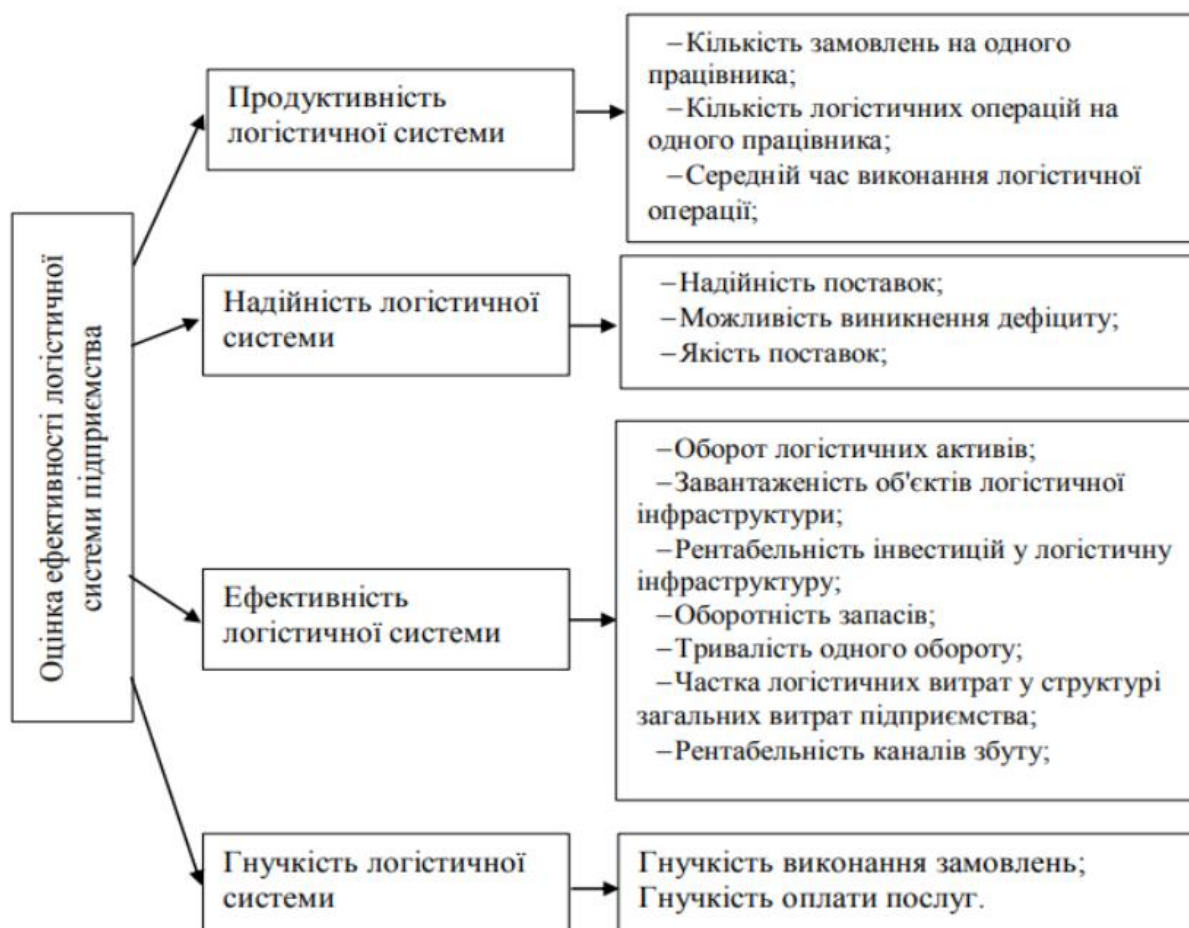 Оцінка ефективності логістичної
системи підприємства
Продуктивність
логістичної системи
–Кількість замовлень на одного
працівника;
–Кількість логістичних операцій на
одного працівника;
–Середній час виконання логістичної
операції;
Надійність логістичної
системи
–Надійність поставок;
–Можливість виникнення дефіциту;
–Якість поставок;
Ефективність
логістичної системи
–Оборот логістичних активів;
–Завантаженість об'єктів логістичної
інфраструктури;
–Рентабельність інвестицій у логістичну
інфраструктуру;
–Оборотність запасів;
–Тривалість одного обороту;
–Частка логістичних витрат у структурі
загальних витрат підприємства;
–Рентабельність каналів збуту;
Гнучкість логістичної
системи
Гнучкість виконання замовлень;
Гнучкість оплати послуг.